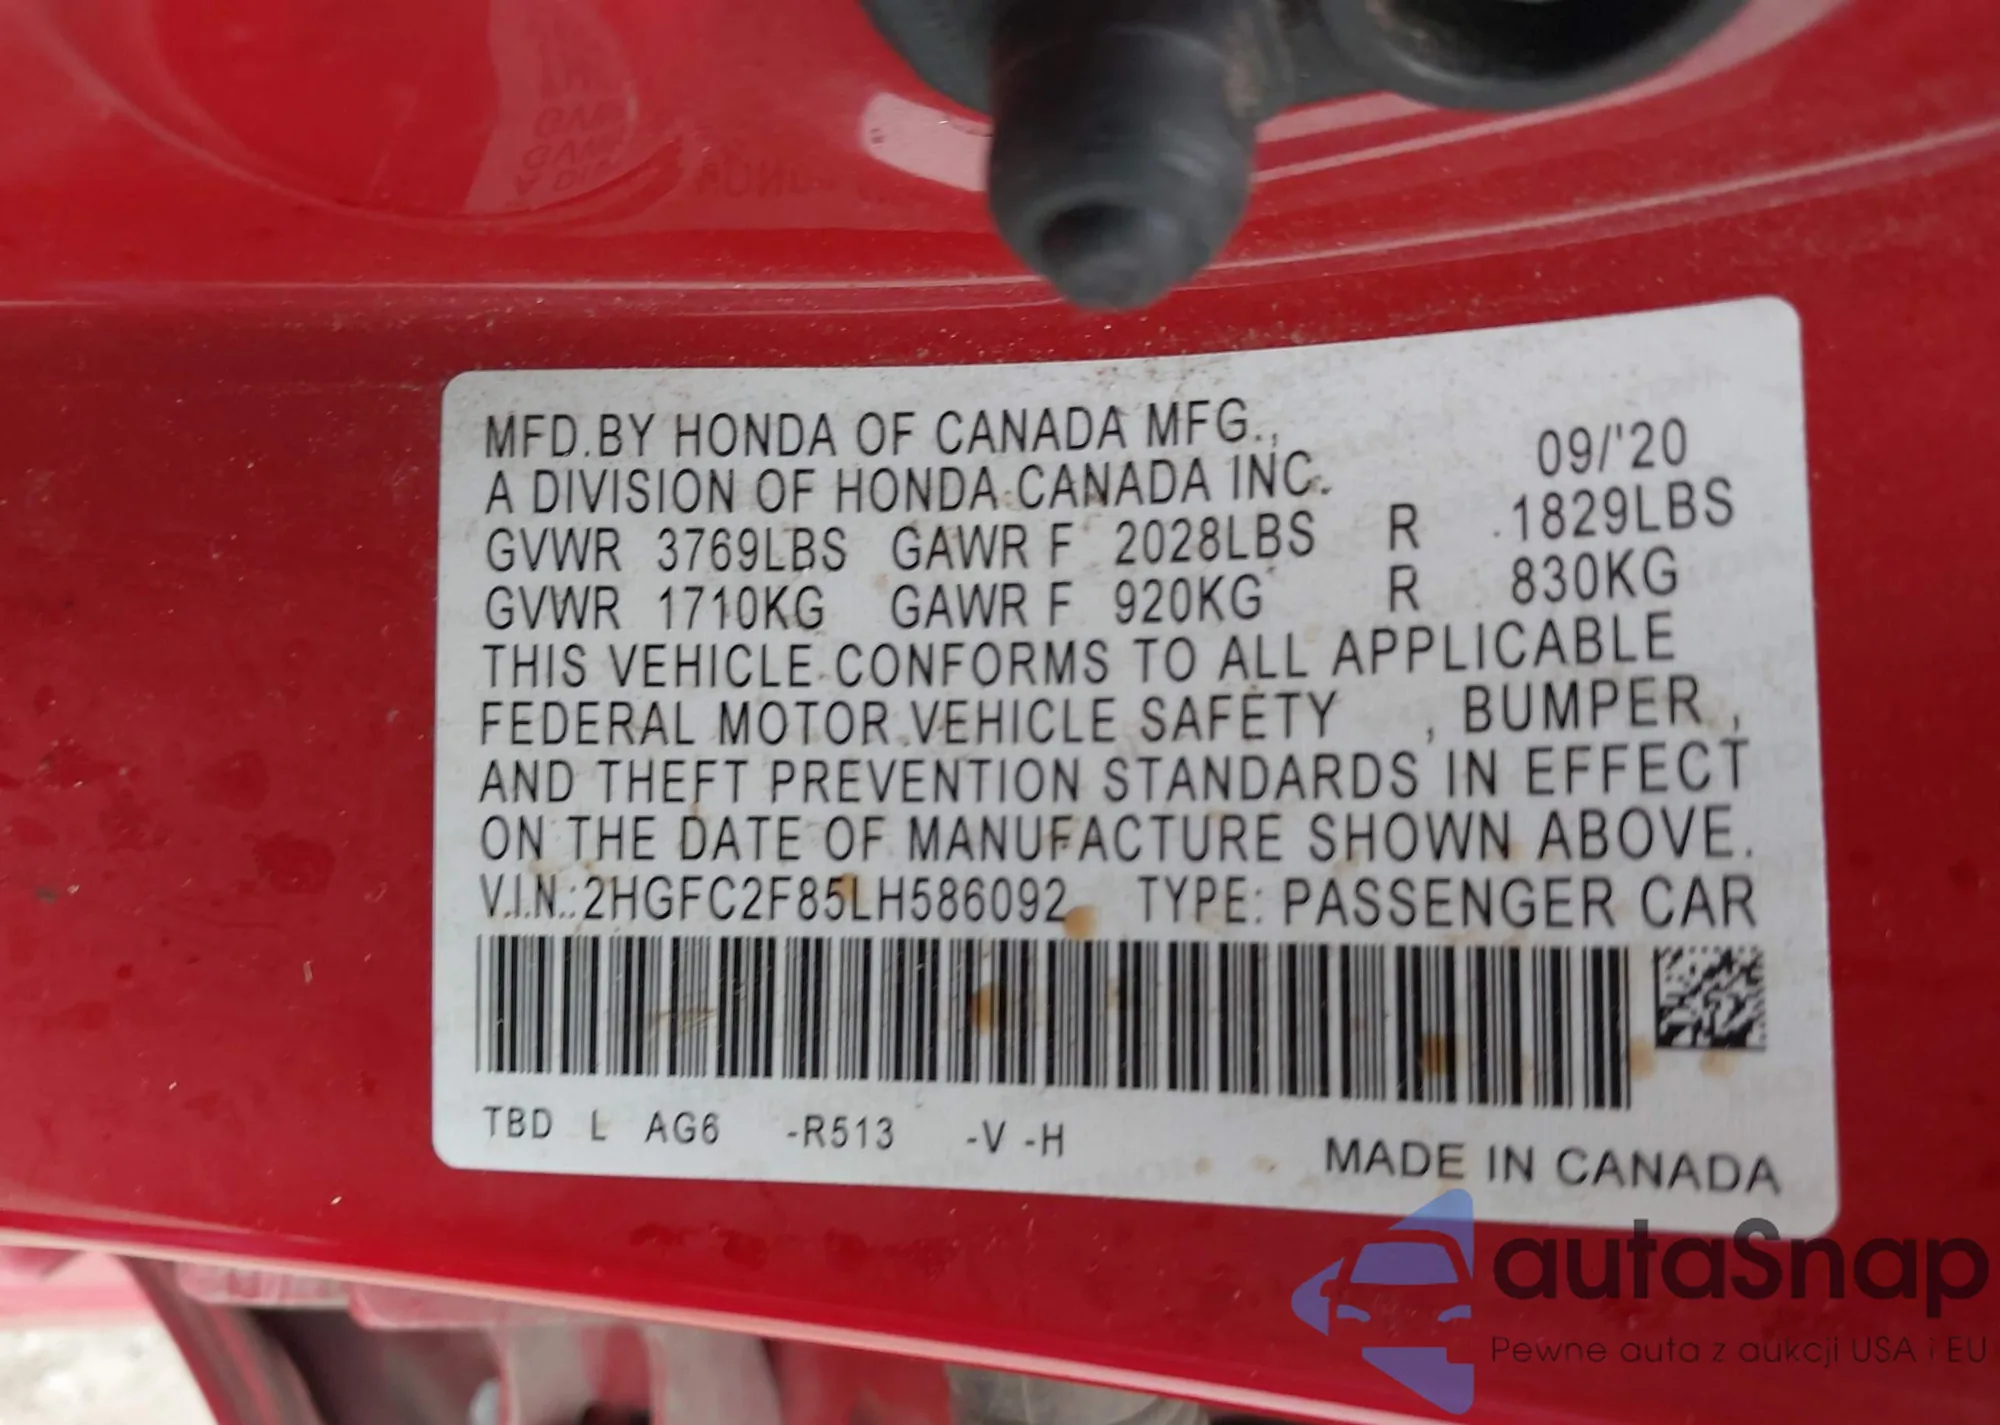 MFD.BY HONDA OF CANADA MFG.,
A DIVISION OF HONDA CANADA INC. 09/'20
GVWR 3769LBS GAWR F 2028LBS R 1829LBS
GVWR 1710KG GAWR F 920KG R 830KG
THIS VEHICLE CONFORMS TO ALL APPLICABLE
FEDERAL MOTOR VEHICLE SAFETY , BUMPER ,
AND THEFT PREVENTION STANDARDS IN EFFECT
ON THE DATE OF MANUFACTURE SHOWN ABOVE.
V.I.N.:2HGFC2F85LH586092 TYPE: PASSENGER CAR
TBD L AG6 -R513 -V -H
MADE IN CANADA
autaSnap
Pewne auta z aukcji USA i EU